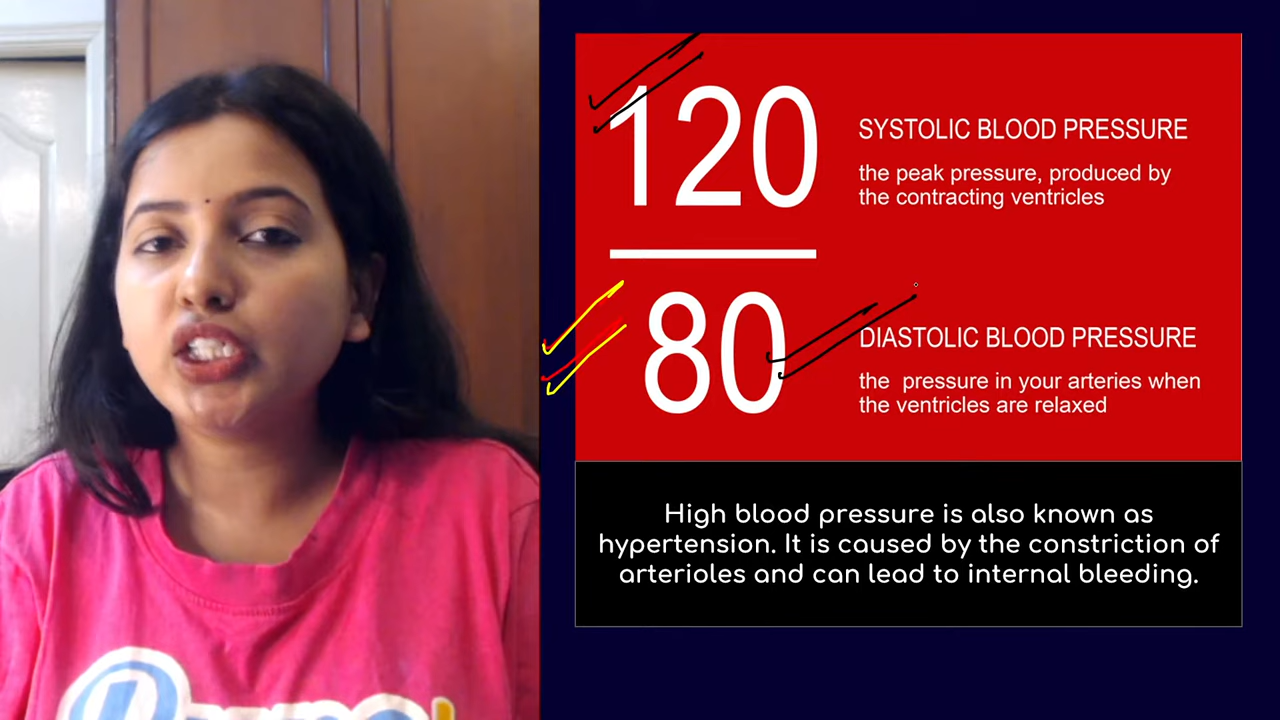 120
SYSTOLIC BLOOD PRESSURE
the peak pressure, produced by
the contracting ventricles
80
DIASTOLIC BLOOD PRESSURE
the pressure in your arteries when
the ventricles are relaxed
High blood pressure is also known as
hypertension. It is caused by the constriction of
arterioles and can lead to internal bleeding.